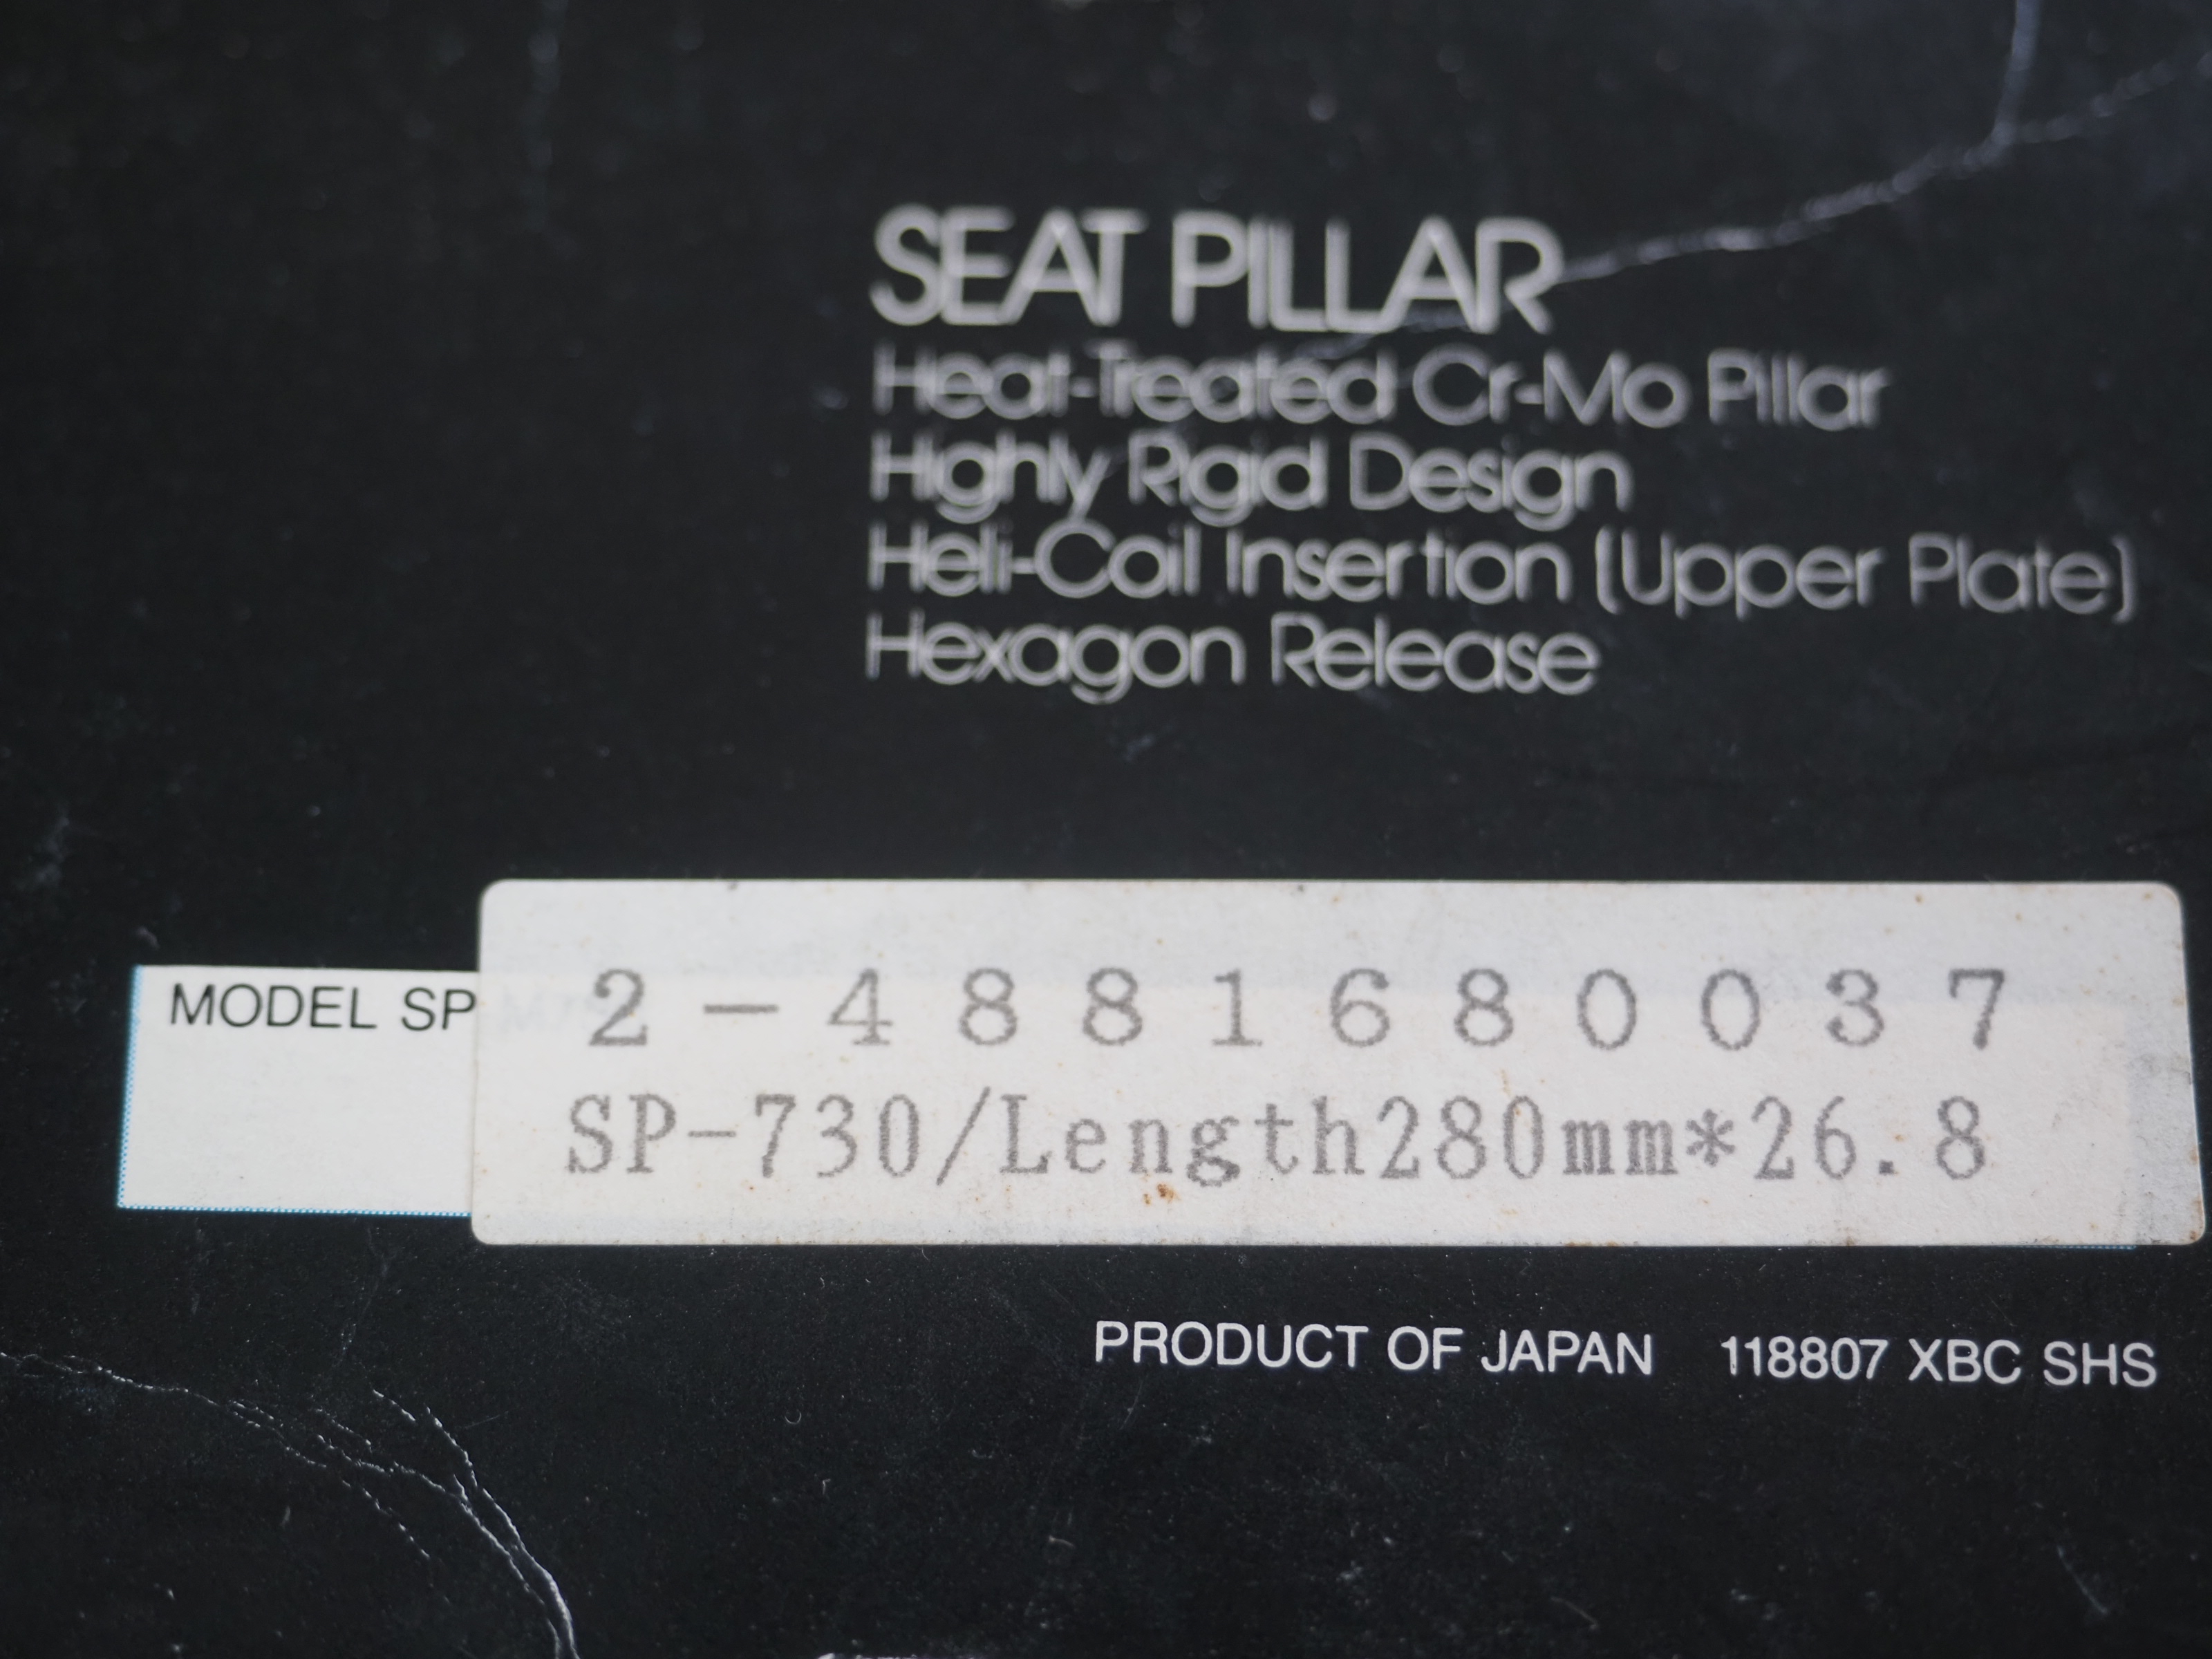 SEAT PILLAR
Heat-Treated Cr-Mo Pillar
Highly Rigid Design
Heli-Coil Insertion (Upper Plate)
Hexagon Release
MODEL SP
2-4881680037
SP-730/Length280mm*26.8
PRODUCT OF JAPAN 118807 XBC SHS